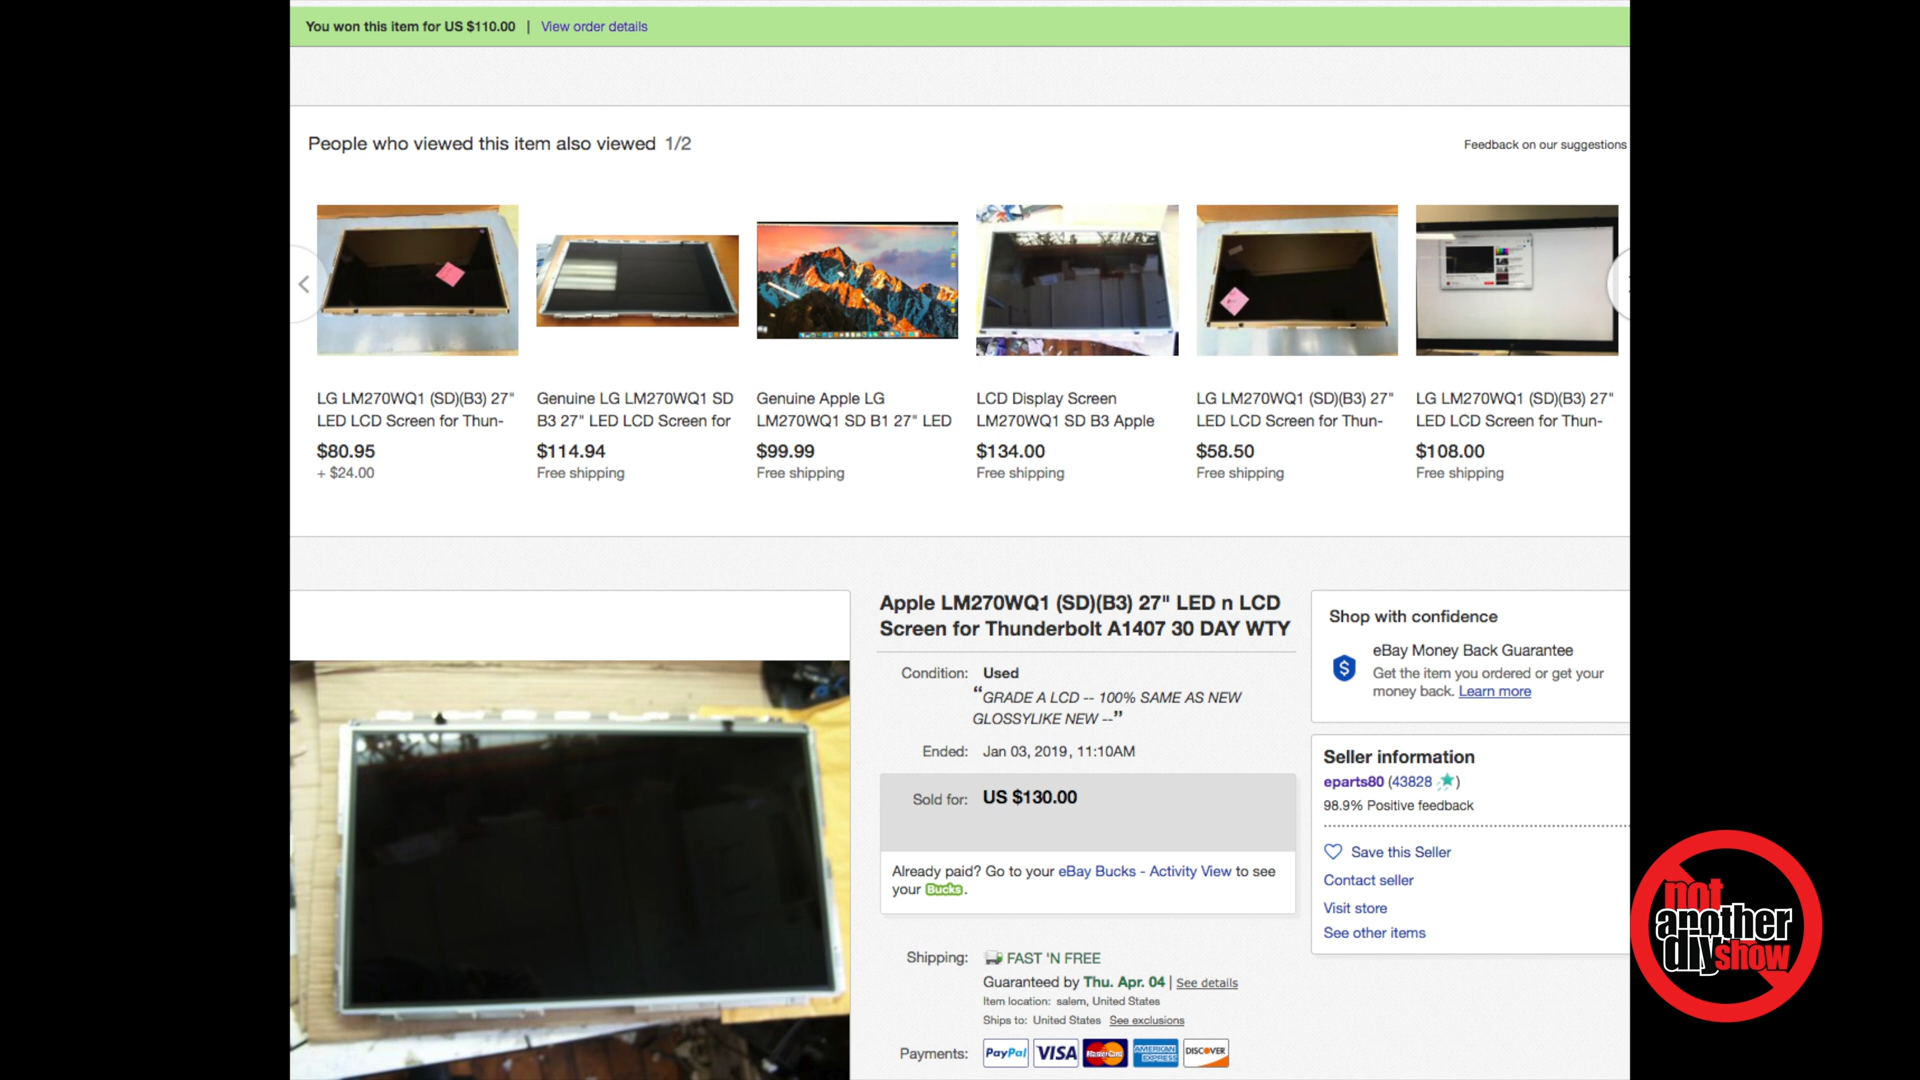 You won this item for US $110.00 | View order details
People who viewed this item also viewed 1/2
Feedback on our suggestions
LG LM270WQ1 (SD)(B3) 27"
LED LCD Screen for Thun-
$80.95
+ $24.00
Genuine LG LM270WQ1 SD
B3 27" LED LCD Screen for
$114.94
Free shipping
Genuine Apple LG
LM270WQ1 SD B1 27" LED
$99.99
Free shipping
LCD Display Screen
LM270WQ1 SD B3 Apple
$134.00
Free shipping
LG LM270WQ1 (SD)(B3) 27"
LED LCD Screen for Thun-
$58.50
Free shipping
LG LM270WQ1 (SD)(B3) 27"
LED LCD Screen for Thun-
$108.00
Free shipping
Apple LM270WQ1 (SD)(B3) 27" LED n LCD
Screen for Thunderbolt A1407 30 DAY WTY
Condition: Used
“GRADE A LCD -- 100% SAME AS NEW
GLOSSYLIKE NEW --”
Ended: Jan 03, 2019, 11:10AM
Sold for: US $130.00
Already paid? Go to your eBay Bucks - Activity View to see
your Bucks.
Shipping: FAST 'N FREE
Guaranteed by Thu. Apr. 04 | See details
Item location: salem, United States
Ships to: United States See exclusions
Payments: PayPal VISA MasterCard AMERICAN EXPRESS DISCOVER
Shop with confidence
eBay Money Back Guarantee
Get the item you ordered or get your
money back. Learn more
Seller information
eparts80 (43828)
98.9% Positive feedback
Save this Seller
Contact seller
Visit store
See other items
not
another
diyshow